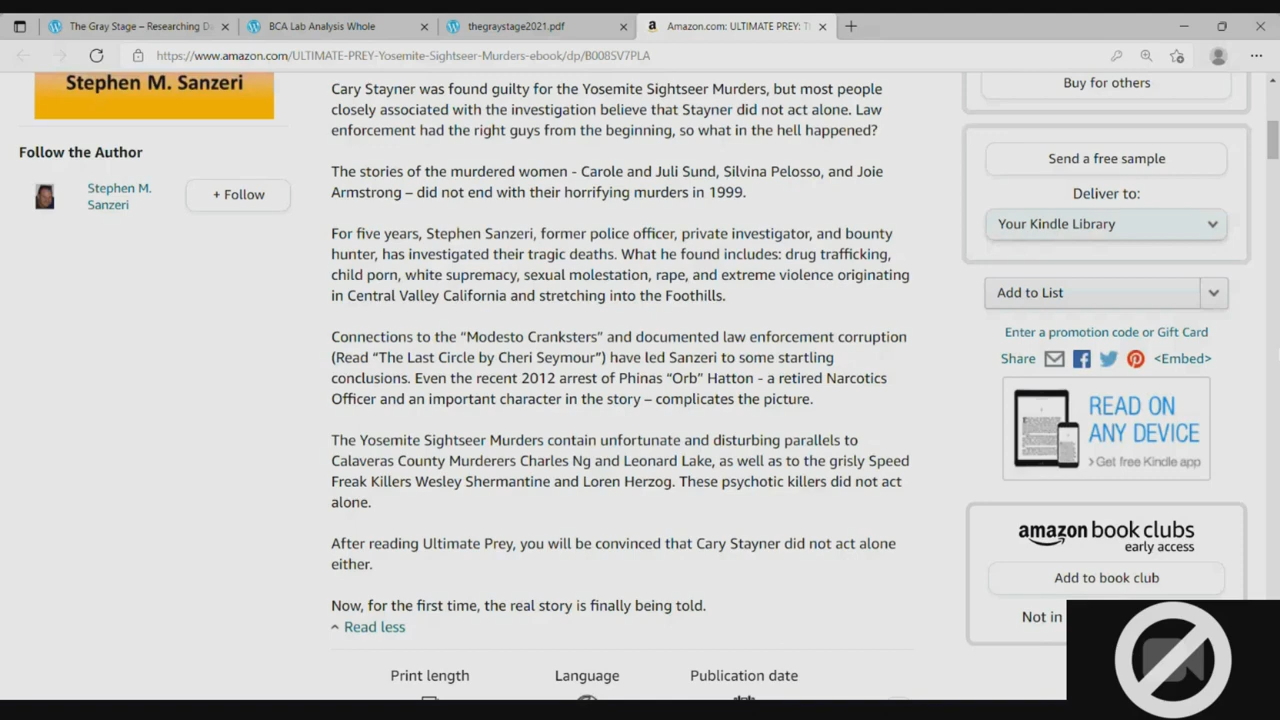 The Gray Stage – Researching Da
BCA Lab Analysis Whole
thegraystage2021.pdf
Amazon.com: ULTIMATE PREY: Th
https://www.amazon.com/ULTIMATE-PREY-Yosemite-Sightseer-Murders-ebook/dp/B008SV7PLA
Stephen M. Sanzeri
Follow the Author
Stephen M.
Sanzeri
+ Follow
Cary Stayner was found guilty for the Yosemite Sightseer Murders, but most people
closely associated with the investigation believe that Stayner did not act alone. Law
enforcement had the right guys from the beginning, so what in the hell happened?
The stories of the murdered women - Carole and Juli Sund, Silvina Pelosso, and Joie
Armstrong – did not end with their horrifying murders in 1999.
For five years, Stephen Sanzeri, former police officer, private investigator, and bounty
hunter, has investigated their tragic deaths. What he found includes: drug trafficking,
child porn, white supremacy, sexual molestation, rape, and extreme violence originating
in Central Valley California and stretching into the Foothills.
Connections to the “Modesto Cranksters” and documented law enforcement corruption
(Read “The Last Circle by Cheri Seymour”) have led Sanzeri to some startling
conclusions. Even the recent 2012 arrest of Phinas “Orb” Hatton - a retired Narcotics
Officer and an important character in the story – complicates the picture.
The Yosemite Sightseer Murders contain unfortunate and disturbing parallels to
Calaveras County Murderers Charles Ng and Leonard Lake, as well as to the grisly Speed
Freak Killers Wesley Shermantine and Loren Herzog. These psychotic killers did not act
alone.
After reading Ultimate Prey, you will be convinced that Cary Stayner did not act alone
either.
Now, for the first time, the real story is finally being told.
Read less
Print length
Language
Publication date
Buy for others
Send a free sample
Deliver to:
Your Kindle Library
Add to List
Enter a promotion code or Gift Card
Share
<Embed>
READ ON
ANY DEVICE
>Get free Kindle app
amazon book clubs
early access
Add to book club
Not in